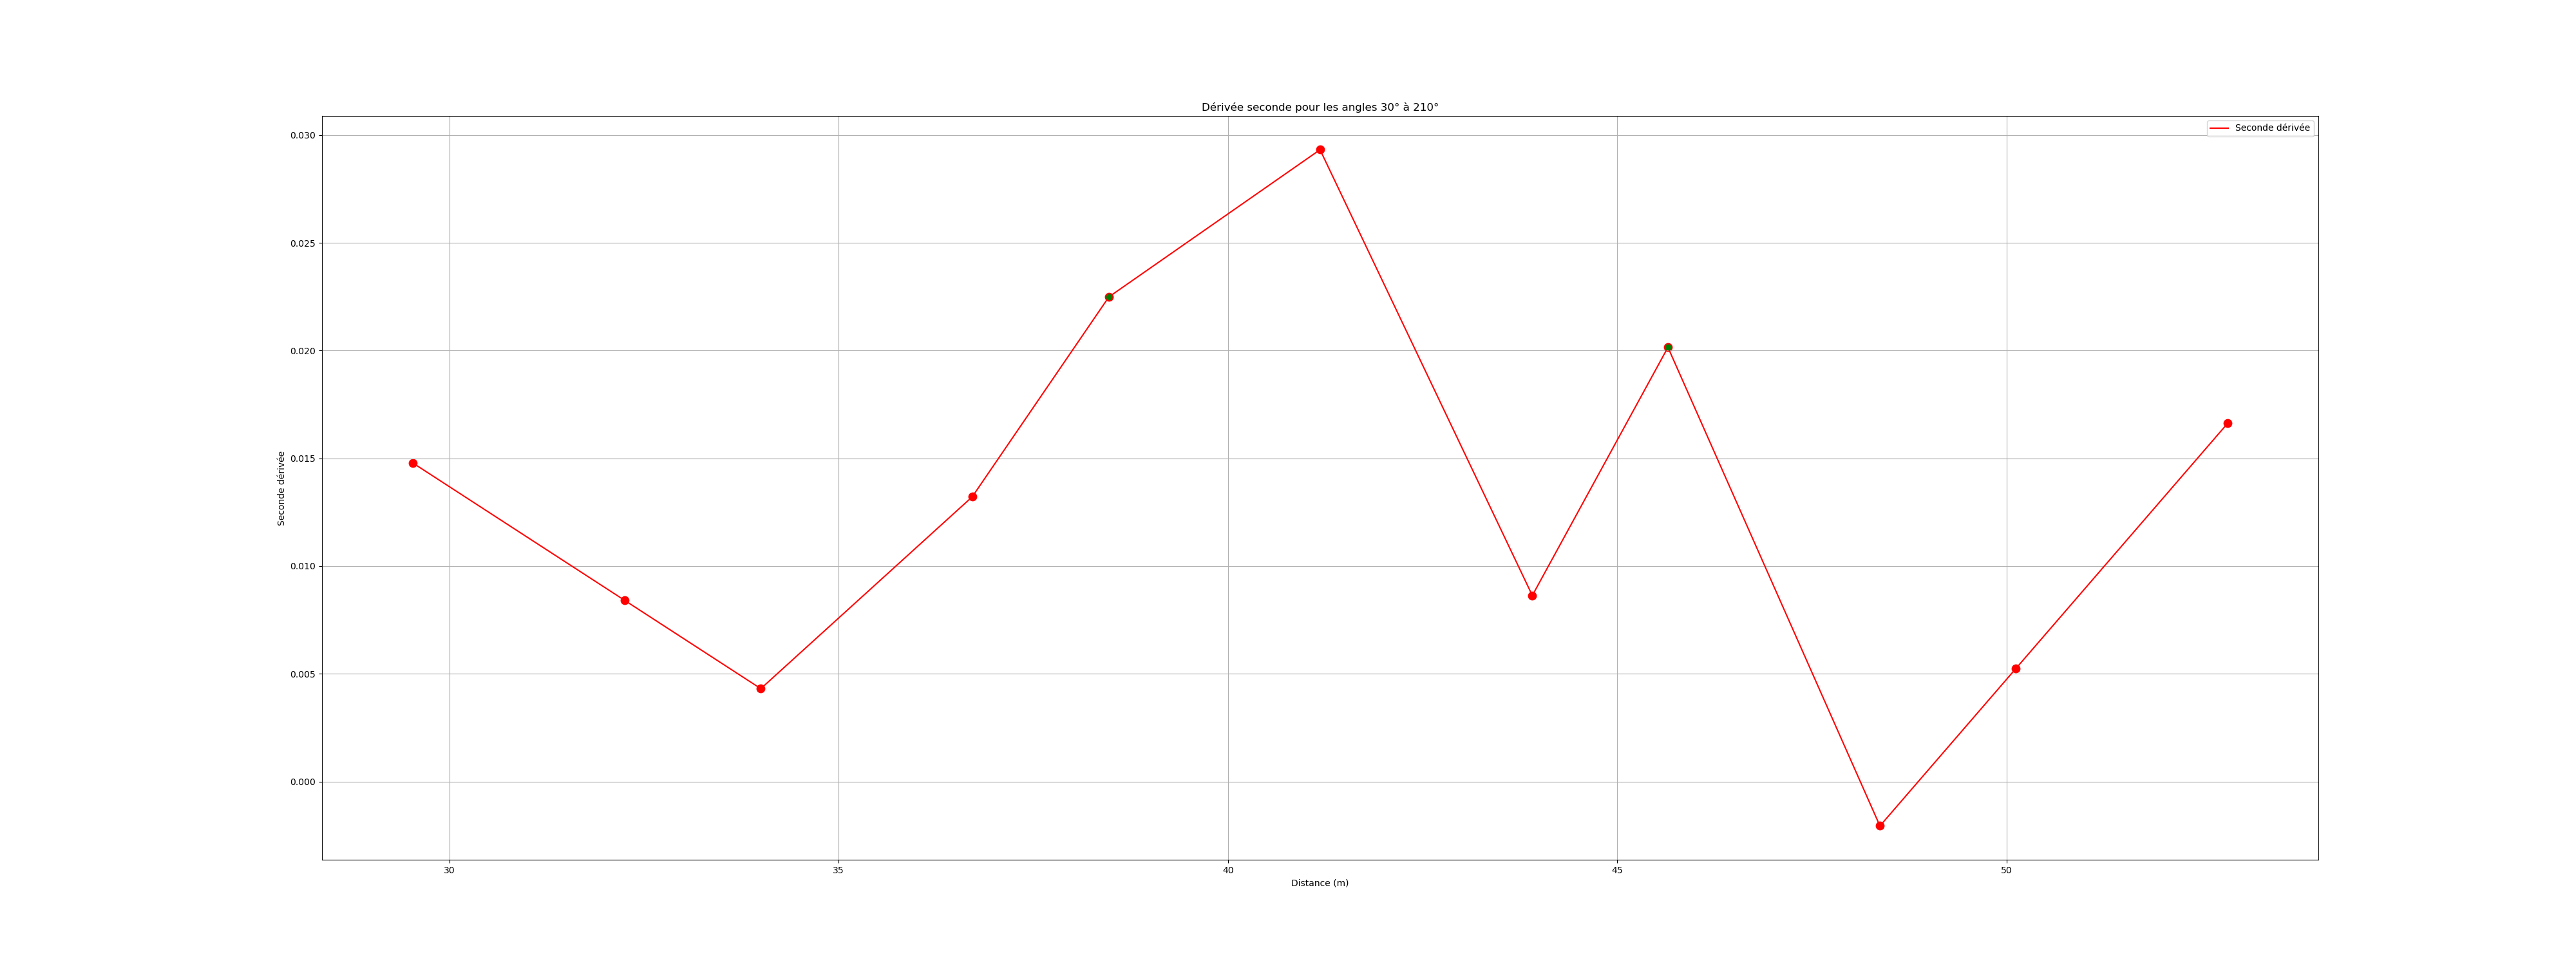 Dérivée seconde pour les angles 30° à 210°
Seconde dérivée
0.030
0.025
0.020
0.015
0.010
0.005
0.000
Seconde dérivée
30 35 40 45 50
Distance (m)